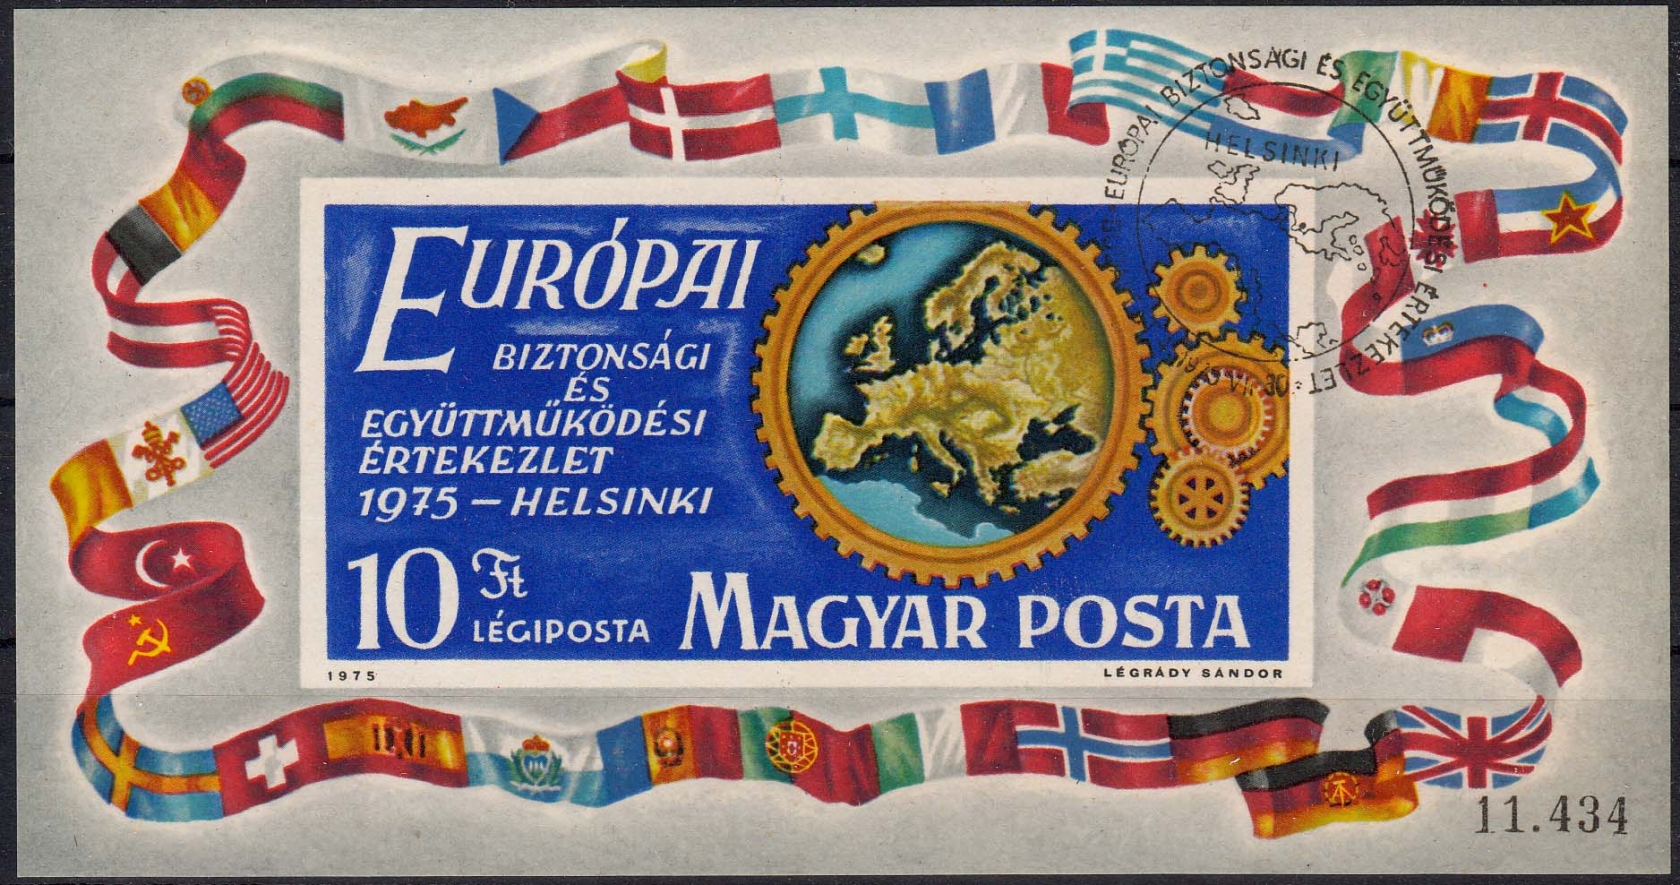 EURÓPAI BIZTONSÁGI ÉS EGYÜTTMŰKÖDÉSI ÉRTEKEZLET
HELSINKI
EURÓPAI
BIZTONSÁGI
ÉS
EGYÜTTMŰKÖDÉSI
ÉRTEKEZLET
1975 – HELSINKI
10 Ft
LÉGIPOSTA
MAGYAR POSTA
1975
LÉGRÁDY SÁNDOR
11.434